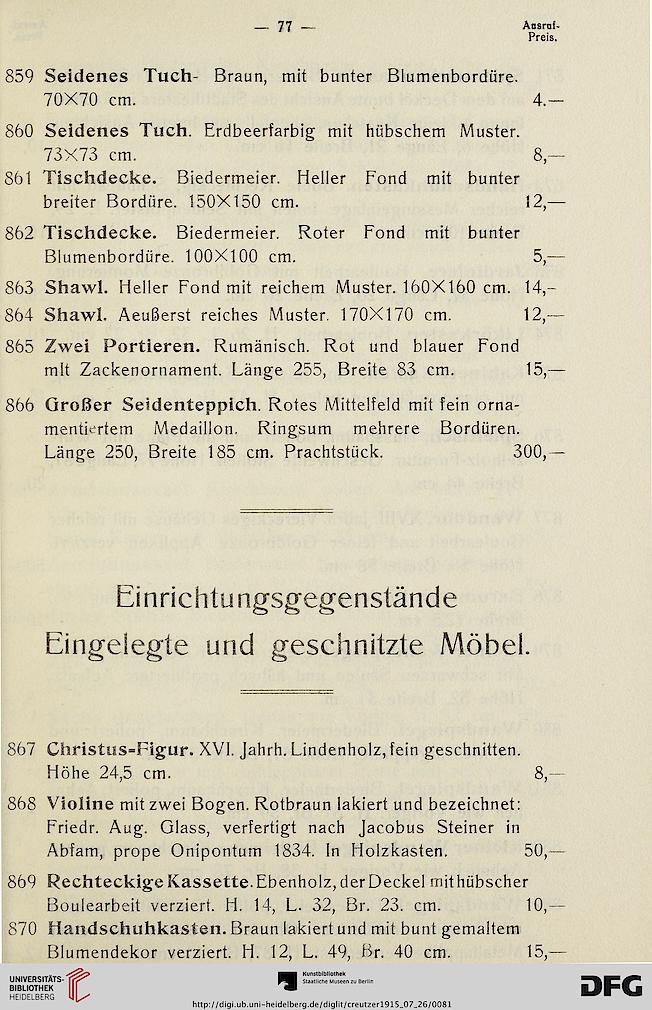 — 77 —
Ausruf-
Preis.
859 Seidenes Tuch- Braun, mit bunter Blumenbordüre.
70×70 cm. 4.—
860 Seidenes Tuch. Erdbeerfarbig mit hübschem Muster.
73×73 cm. 8,—
861 Tischdecke. Biedermeier. Heller Fond mit bunter
breiter Bordüre. 150×150 cm. 12,—
862 Tischdecke. Biedermeier. Roter Fond mit bunter
Blumenbordüre. 100×100 cm. 5,—
863 Shawl. Heller Fond mit reichem Muster. 160×160 cm. 14,-
864 Shawl. Aeußerst reiches Muster. 170×170 cm. 12,—
865 Zwei Portieren. Rumänisch. Rot und blauer Fond
mit Zackenornament. Länge 255, Breite 83 cm. 15,—
866 Großer Seidenteppich. Rotes Mittelfeld mit fein orna-
mentiertem Medaillon. Ringsum mehrere Bordüren.
Länge 250, Breite 185 cm. Prachtstück. 300,—
Einrichtungsgegenstände
Eingelegte und geschnitzte Möbel.
867 Christus=Figur. XVI. Jahrh. Lindenholz, fein geschnitten.
Höhe 24,5 cm. 8,—
868 Violine mit zwei Bogen. Rotbraun lakiert und bezeichnet:
Friedr. Aug. Glass, verfertigt nach Jacobus Steiner in
Abfam, prope Onipontum 1834. In Holzkasten. 50,—
869 Rechteckige Kassette. Ebenholz, der Deckel mit hübscher
Boulearbeit verziert. H. 14, L. 32, Br. 23. cm. 10,—
870 Handschuhkasten. Braun lakiert und mit bunt gemaltem
Blumendekor verziert. H. 12, L. 49, Br. 40 cm. 15,—
UNIVERSITÄTS-
BIBLIOTHEK
HEIDELBERG
Kunstbibliothek
Staatliche Museen zu Berlin
DFG
http://digi.ub.uni-heidelberg.de/diglit/creutzer1915_07_26/0081